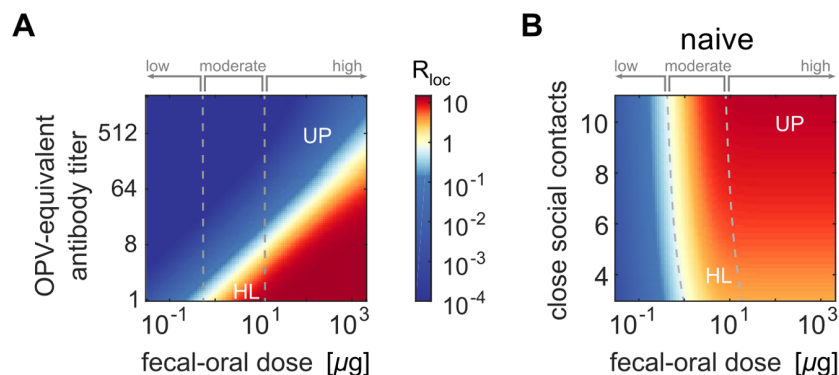 A
low moderate high
R_loc
512
64
8
1
UP
HL
10^-1 10^1 10^3
OPV-equivalent
antibody titer
fecal-oral dose [µg]
10
1
10^-1
10^-2
10^-3
10^-4
B
naive
low moderate high
10
8
6
4
UP
HL
10^-1 10^1 10^3
close social contacts
fecal-oral dose [µg]